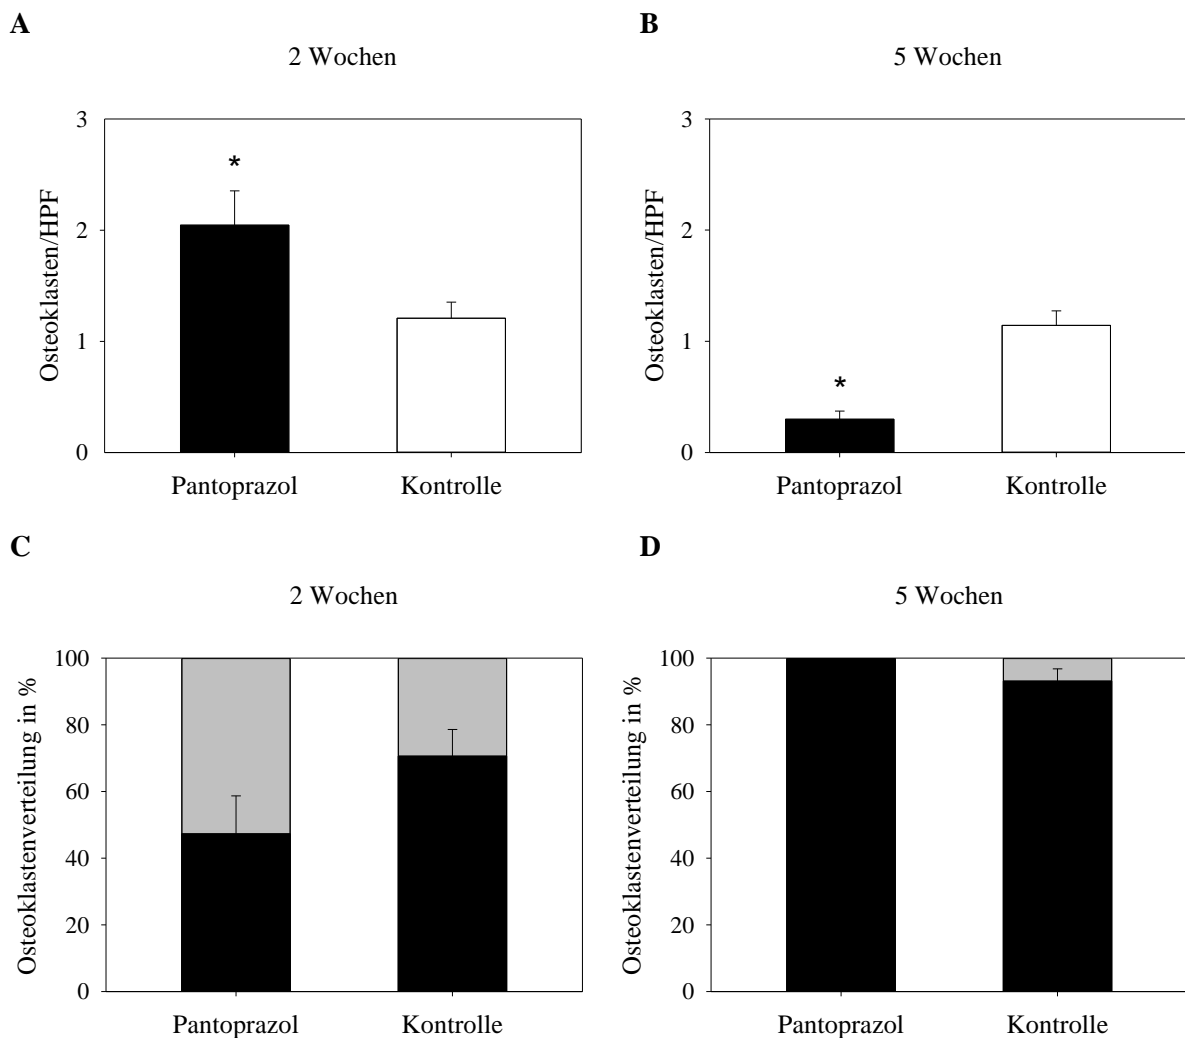 A
2 Wochen
3
2
1
0
Osteoklasten/HPF
*
Pantoprazol
Kontrolle
B
5 Wochen
3
2
1
0
Osteoklasten/HPF
*
Pantoprazol
Kontrolle
C
2 Wochen
100
80
60
40
20
0
Osteoklastenverteilung in %
Pantoprazol
Kontrolle
D
5 Wochen
100
80
60
40
20
0
Osteoklastenverteilung in %
Pantoprazol
Kontrolle